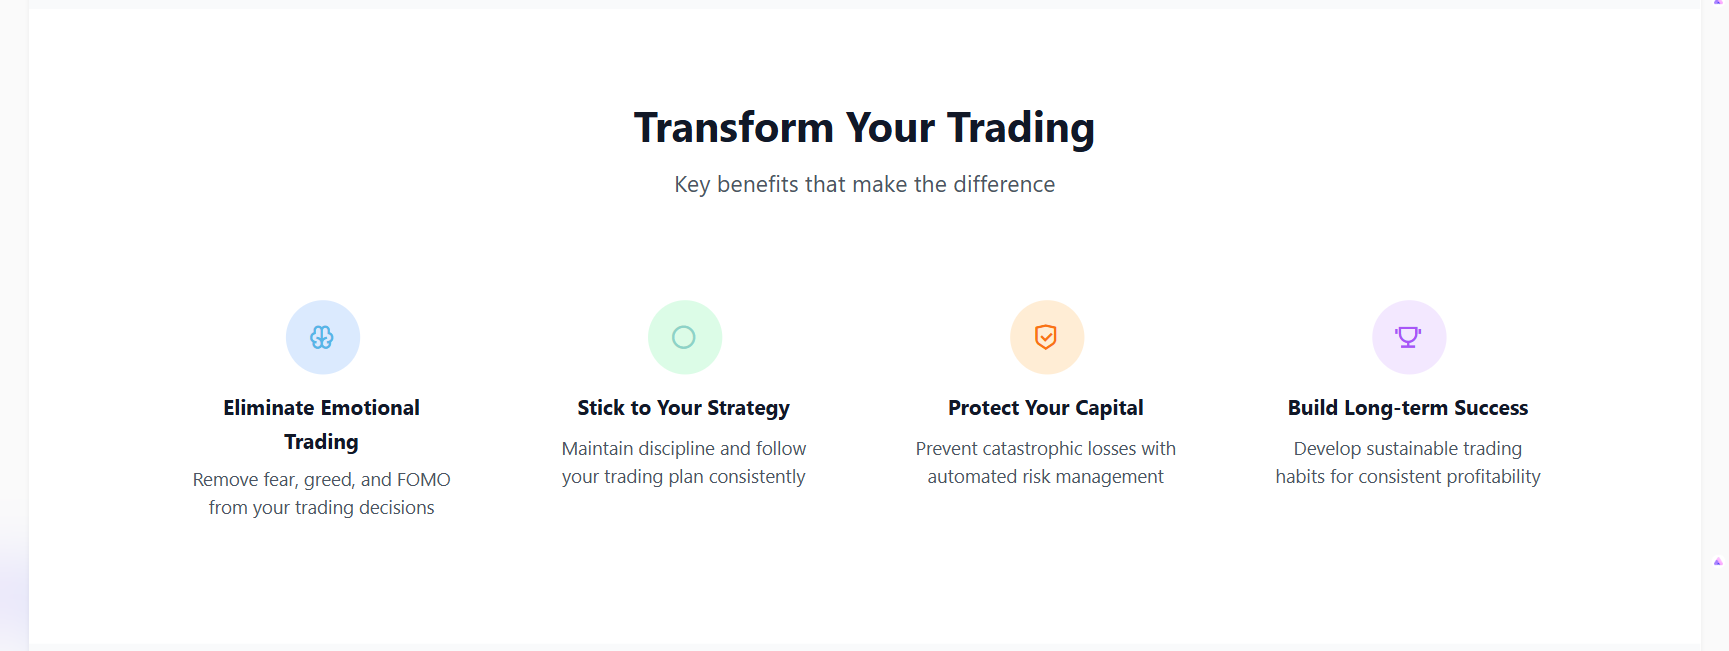 Transform Your Trading
Key benefits that make the difference
Eliminate Emotional
Trading
Remove fear, greed, and FOMO
from your trading decisions
Stick to Your Strategy
Maintain discipline and follow
your trading plan consistently
Protect Your Capital
Prevent catastrophic losses with
automated risk management
Build Long-term Success
Develop sustainable trading
habits for consistent profitability